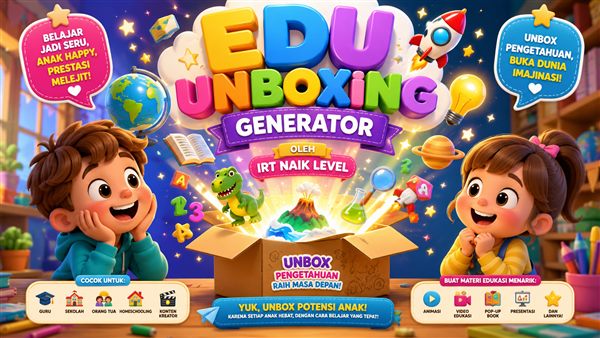 BELAJAR
JADI SERU,
ANAK HAPPY,
PRESTASI
MELEJIT!
EDU
UNBOXiNG
GENERATOR
OLEH
IRT NAIK LEVEL
UNBOX
PENGETAHUAN,
BUKA DUNIA
IMAJINASI!
A
2
3
A
UNBOX
PENGETAHUAN
RAIH MASA DEPAN!
COCOK UNTUK:
GURU
SEKOLAH
ORANG TUA
HOMESCHOOLING
KONTEN
KREATOR
YUK, UNBOX POTENSI ANAK!
KARENA SETIAP ANAK HEBAT, DENGAN CARA BELAJAR YANG TEPAT!
BUAT MATERI EDUKASI MENARIK:
ANIMASI
VIDEO
EDUKASI
POP-UP
BOOK
PRESENTASI
DAN
LAINNYA!